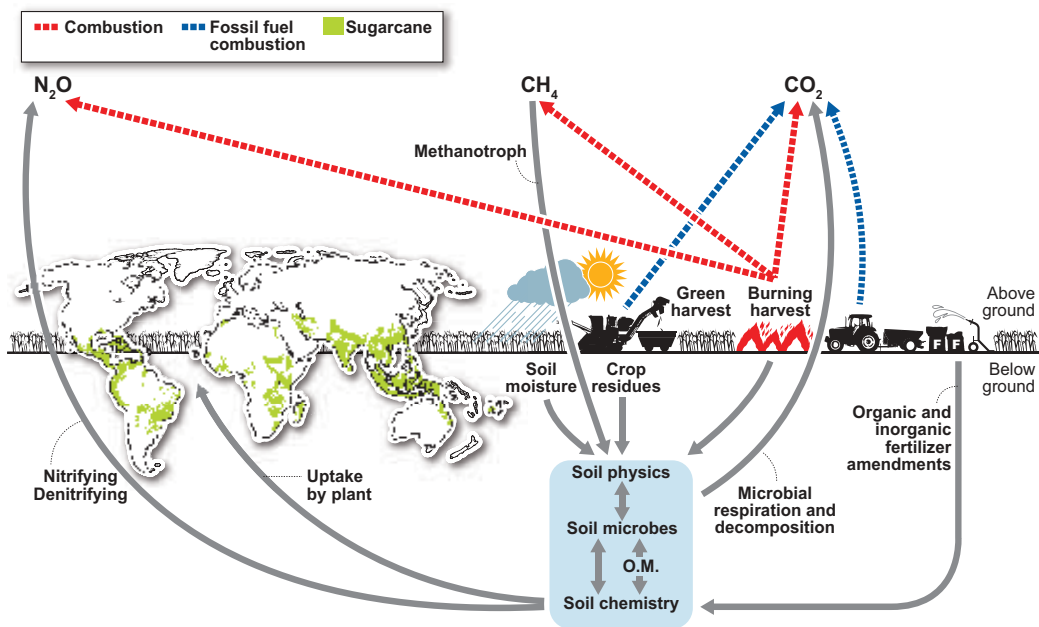 Combustion
Fossil fuel
combustion
Sugarcane
N₂O
CH₄
CO₂
Methanotroph
Green
harvest
Burning
harvest
Above
ground
Below
ground
Soil
moisture
Crop
residues
Organic and
inorganic
fertilizer
amendments
Nitrifying
Denitrifying
Uptake
by plant
Soil physics
Soil microbes
O.M.
Soil chemistry
Microbial
respiration and
decomposition